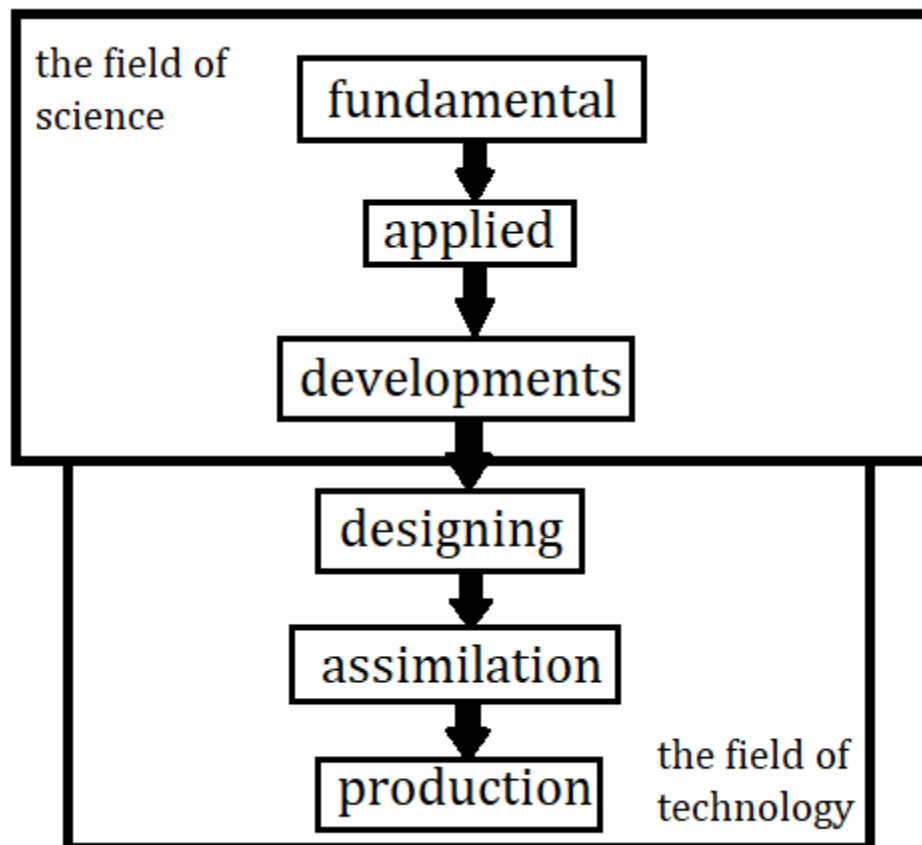 the field of
science
fundamental
applied
developments
designing
assimilation
production
the field of
technology